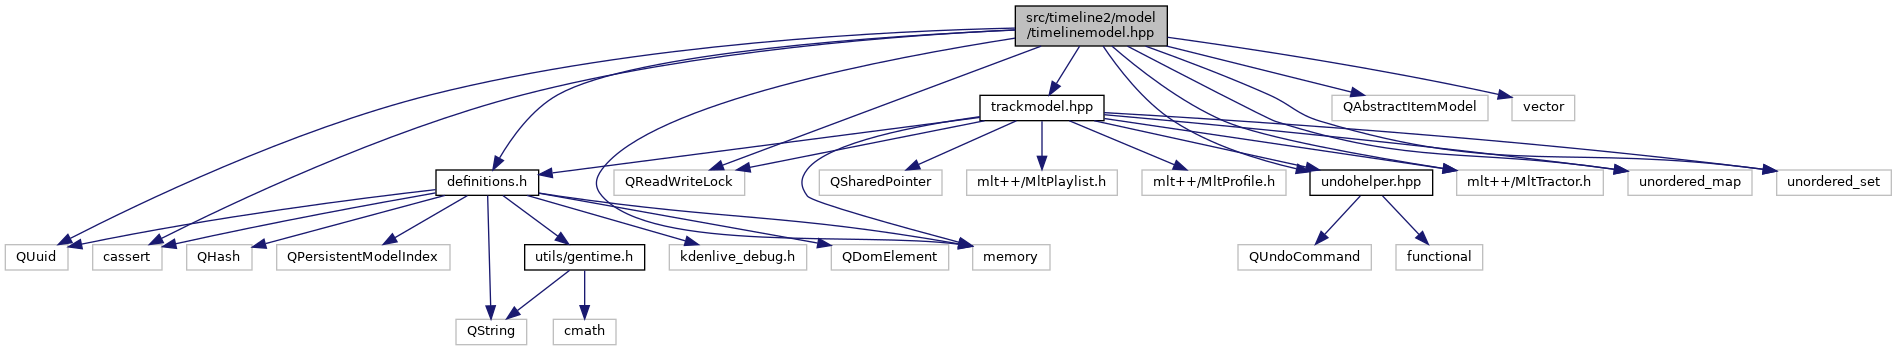 src/timeline2/model
/timelinemodel.hpp
trackmodel.hpp
QAbstractItemModel
vector
definitions.h
QReadWriteLock
QSharedPointer
mlt++/MltPlaylist.h
mlt++/MltProfile.h
undohelper.hpp
mlt++/MltTractor.h
unordered_map
unordered_set
QUuid
cassert
QHash
QPersistentModelIndex
utils/gentime.h
kdenlive_debug.h
QDomElement
memory
QUndoCommand
functional
QString
cmath